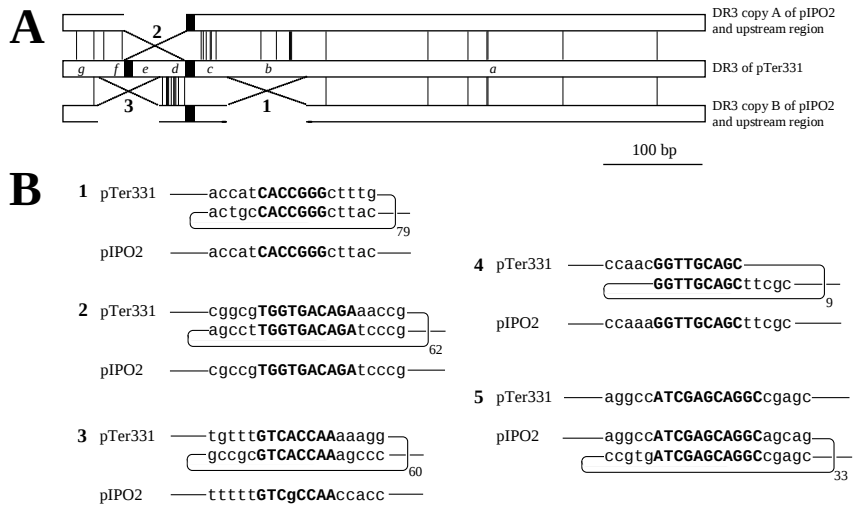 A
DR3 copy A of pIPO2
and upstream region
2
g f e d c b a
DR3 of pTer331
3 1
DR3 copy B of pIPO2
and upstream region
100 bp
B
1 pTer331 accatCACCGGGctttg
actgcCACCGGGcttac
79
pIPO2 accatCACCGGGcttac
2 pTer331 cggcgTGGTGACAGAaaccg
agcctTGGTGACAGAtcccg
62
pIPO2 cgccgTGGTGACAGAtcccg
3 pTer331 tgtttGTCACCAAaaagg
gccgcGTCACCAAagccc
60
pIPO2 tttttGTCgCCAAccacc
4 pTer331 ccaacGGTTGCAGC
GGTTGCAGCttcgc
9
pIPO2 ccaaaGGTTGCAGCttcgc
5 pTer331 aggccATCGAGCAGGCcgagc
pIPO2 aggccATCGAGCAGGCagcag
ccgtgATCGAGCAGGCcgagc
33